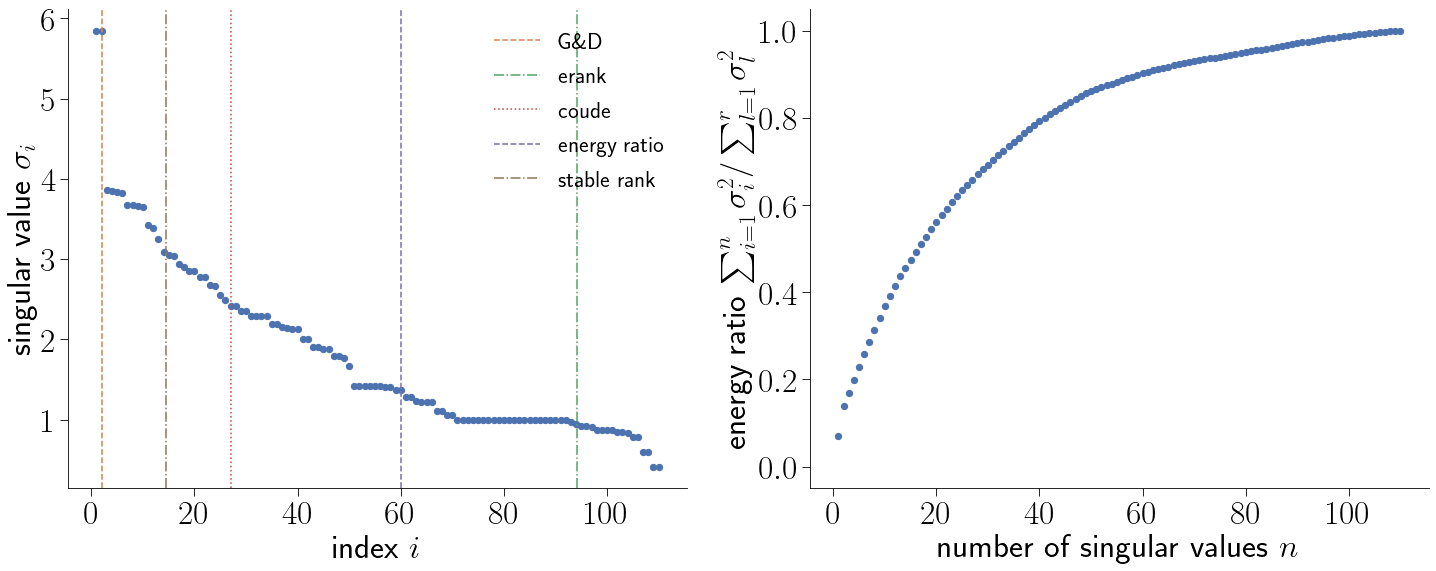 6
5
4
3
2
1
singular value σ_i
G&D
erank
coude
energy ratio
stable rank
0 20 40 60 80 100
index i
1.0
0.8
0.6
0.4
0.2
0.0
energy ratio ∑_{i=1}^{n} σ_i^2 / ∑_{l=1}^{r} σ_l^2
0 20 40 60 80 100
number of singular values n